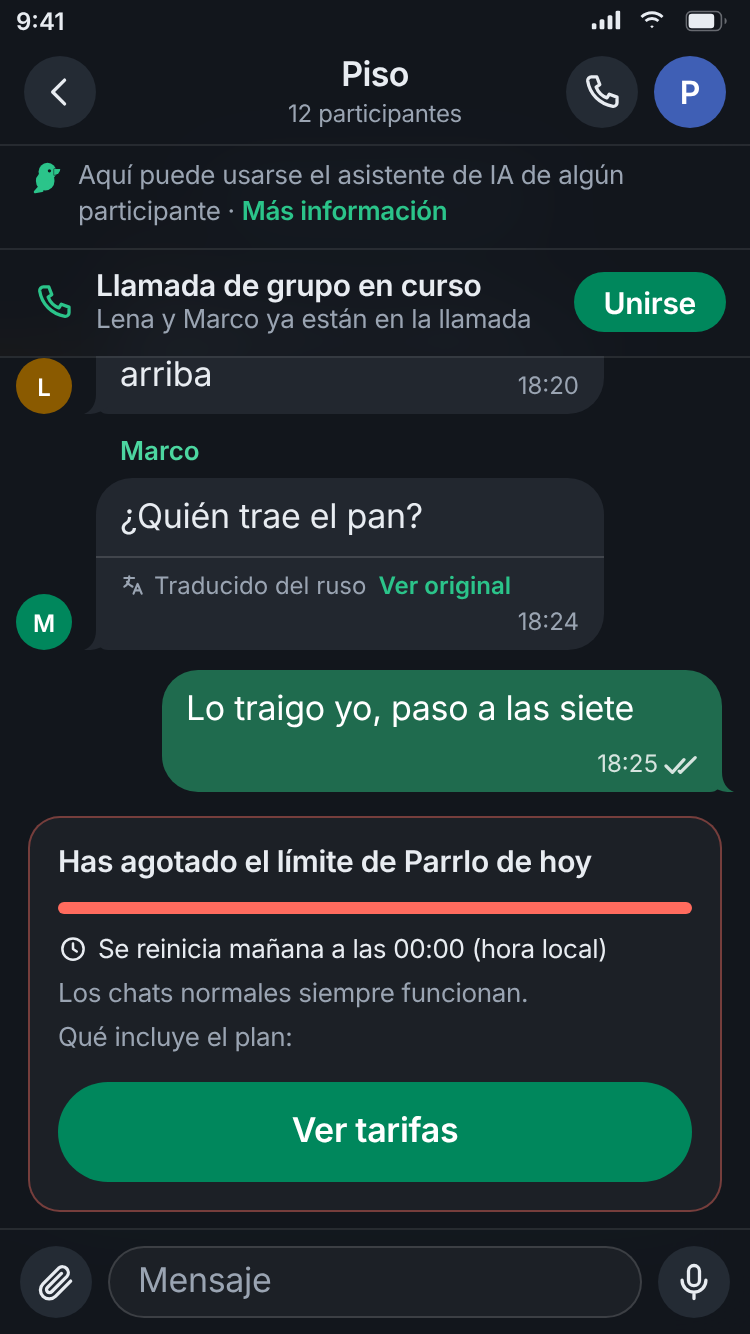 9:41
Piso
12 participantes
P
Aquí puede usarse el asistente de IA de algún
participante · Más información
Llamada de grupo en curso
Lena y Marco ya están en la llamada
Unirse
L
arriba
18:20
Marco
¿Quién trae el pan?
Traducido del ruso Ver original
18:24
M
Lo traigo yo, paso a las siete
18:25
Has agotado el límite de Parrlo de hoy
Se reinicia mañana a las 00:00 (hora local)
Los chats normales siempre funcionan.
Qué incluye el plan:
Ver tarifas
Mensaje